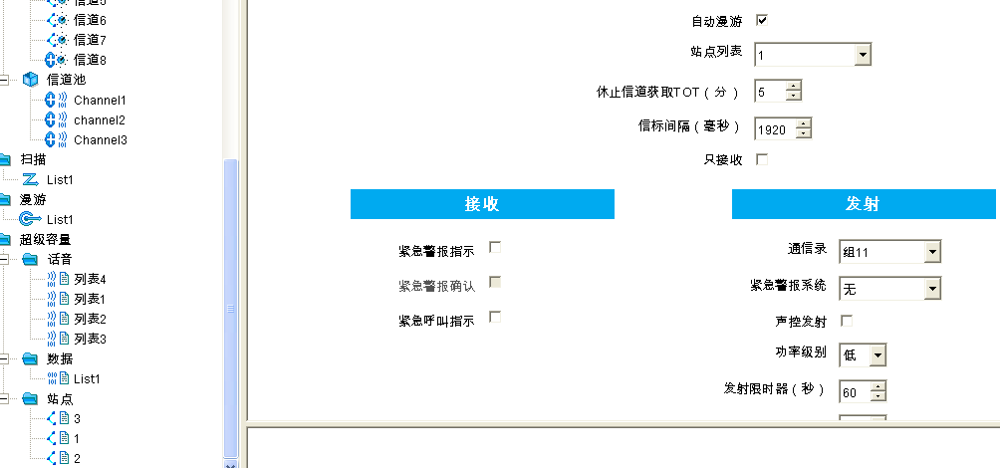 信道5
信道6
信道7
信道8
信道池
Channel1
channel2
Channel3
扫描
List1
漫游
List1
超级容量
话音
列表4
列表1
列表2
列表3
数据
List1
站点
3
1
2
自动漫游
站点列表 1
休止信道获取TOT（分） 5
信标间隔（毫秒） 1920
只接收
接收
紧急警报指示
紧急警报确认
紧急呼叫指示
发射
通信录 组11
紧急警报系统 无
声控发射
功率级别 低
发射限时器（秒） 60